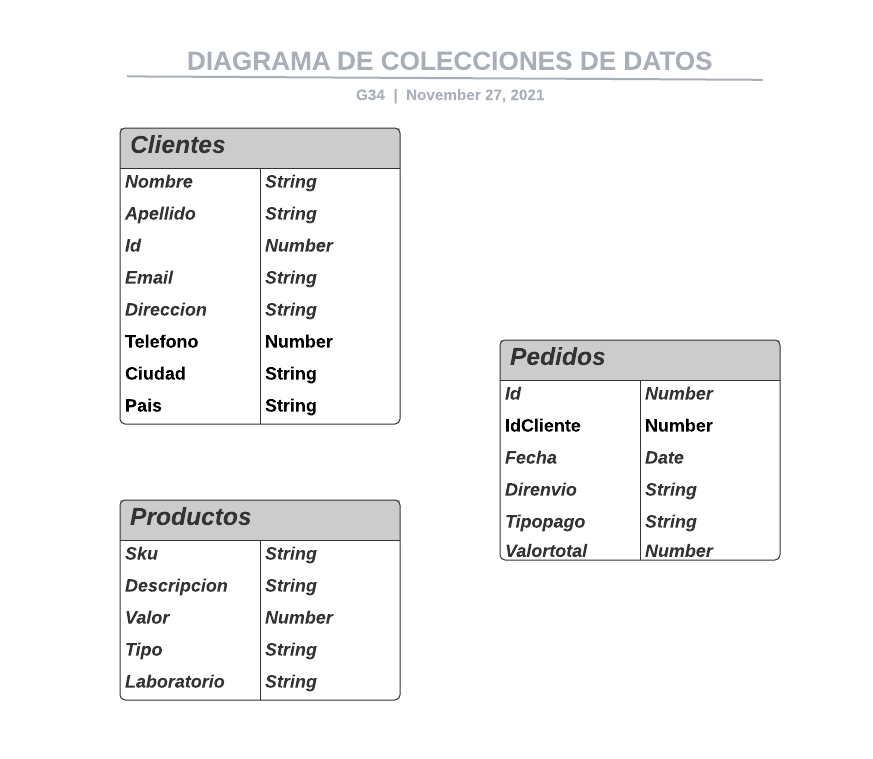 DIAGRAMA DE COLECCIONES DE DATOS
G34 | November 27, 2021
Clientes
Nombre String
Apellido String
Id Number
Email String
Direccion String
Telefono Number
Ciudad String
Pais String
Pedidos
Id Number
IdCliente Number
Fecha Date
Direnvio String
Tipopago String
Valortotal Number
Productos
Sku String
Descripcion String
Valor Number
Tipo String
Laboratorio String